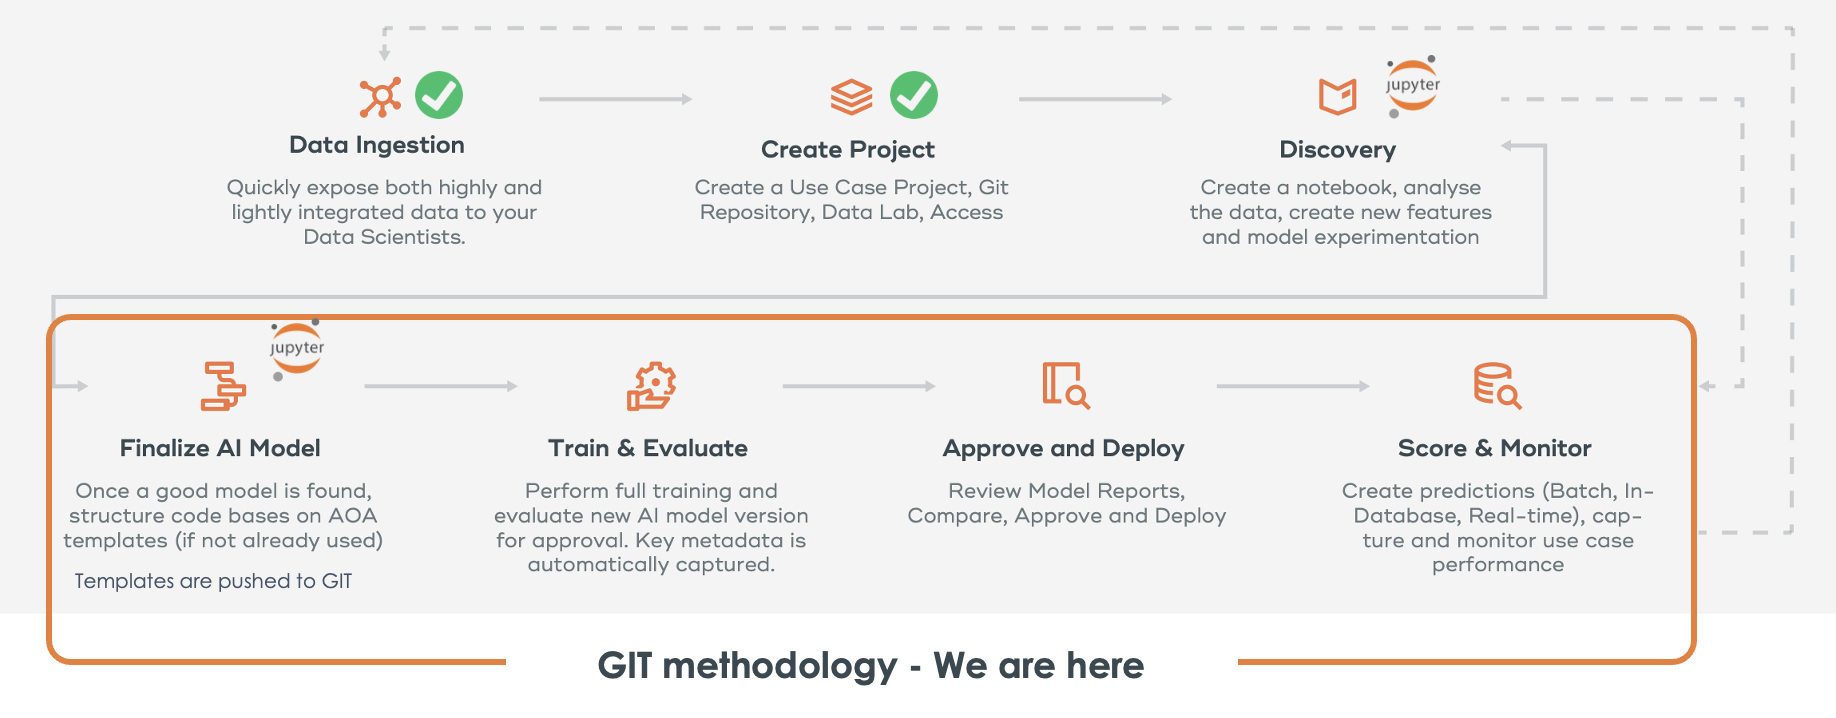 jupyter
Data Ingestion
Quickly expose both highly and
lightly integrated data to your
Data Scientists.
Create Project
Create a Use Case Project, Git
Repository, Data Lab, Access
Discovery
Create a notebook, analyse
the data, create new features
and model experimentation
jupyter
Finalize AI Model
Once a good model is found,
structure code bases on AOA
templates (if not already used)
Templates are pushed to GIT
Train & Evaluate
Perform full training and
evaluate new AI model version
for approval. Key metadata is
automatically captured.
Approve and Deploy
Review Model Reports,
Compare, Approve and Deploy
Score & Monitor
Create predictions (Batch, In-
Database, Real-time), cap-
ture and monitor use case
performance
GIT methodology - We are here